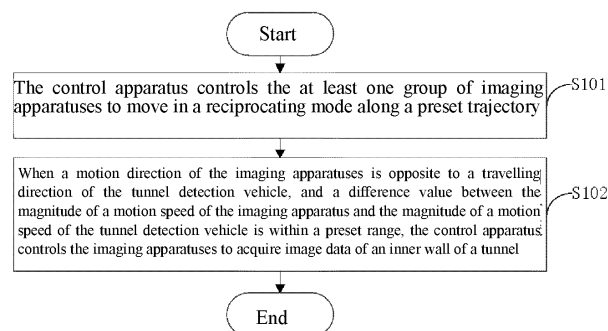 Start
The control apparatus controls the at least one group of imaging
apparatuses to move in a reciprocating mode along a preset trajectory
S101
When a motion direction of the imaging apparatuses is opposite to a travelling
direction of the tunnel detection vehicle, and a difference value between the
magnitude of a motion speed of the imaging apparatus and the magnitude of a motion
speed of the tunnel detection vehicle is within a preset range, the control apparatus
controls the imaging apparatuses to acquire image data of an inner wall of a tunnel
S102
End